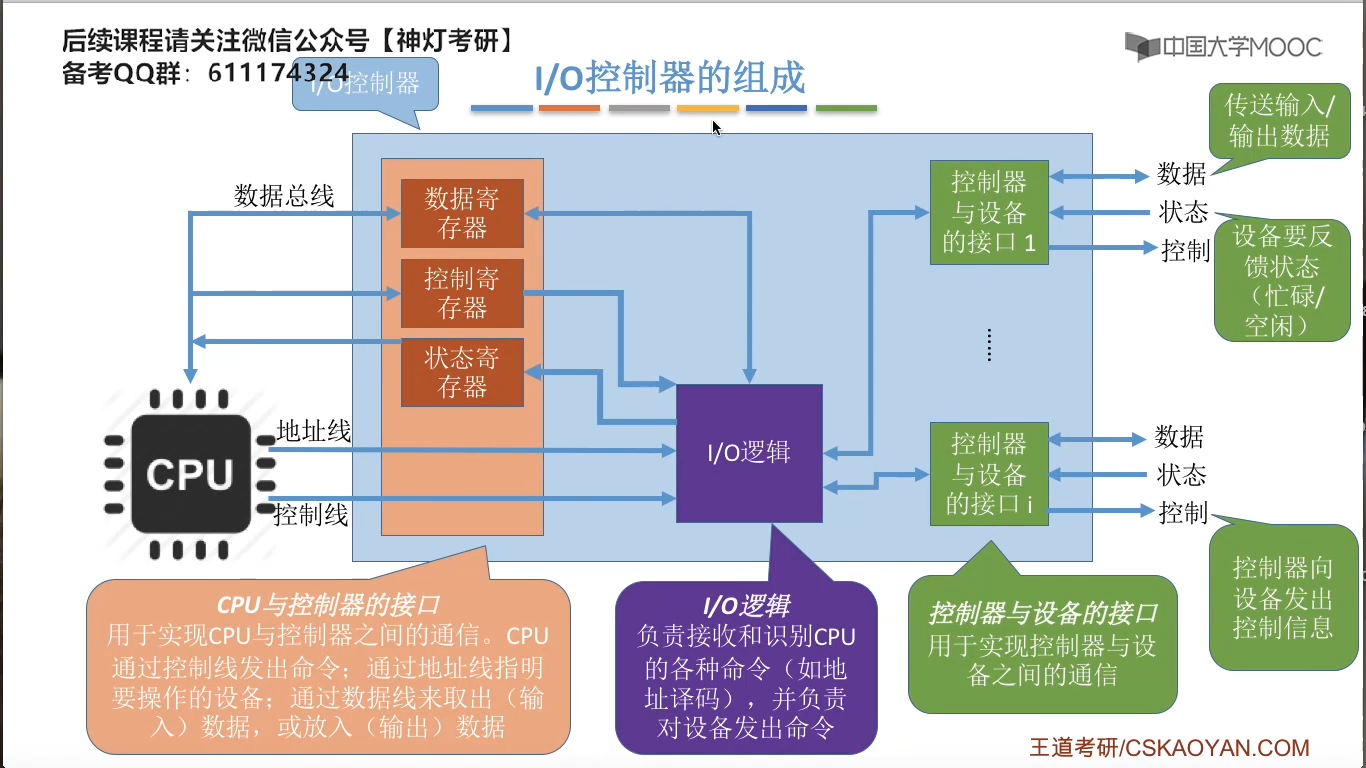 后续课程请关注微信公众号【神灯考研】
备考QQ群：611174324
I/O控制器
I/O控制器的组成
中国大学MOOC
传送输入/
输出数据
数据总线
数据寄
存器
控制寄
存器
状态寄
存器
控制器
与设备
的接口 1
数据
状态
控制
设备要反
馈状态
（忙碌/
空闲）
CPU
地址线
控制线
I/O逻辑
控制器
与设备
的接口 i
数据
状态
控制
控制器向
设备发出
控制信息
CPU与控制器的接口
用于实现CPU与控制器之间的通信。CPU
通过控制线发出命令；通过地址线指明
要操作的设备；通过数据线来取出（输
入）数据，或放入（输出）数据
I/O逻辑
负责接收和识别CPU
的各种命令（如地
址译码），并负责
对设备发出命令
控制器与设备的接口
用于实现控制器与设
备之间的通信
王道考研/CSKAOYAN.COM